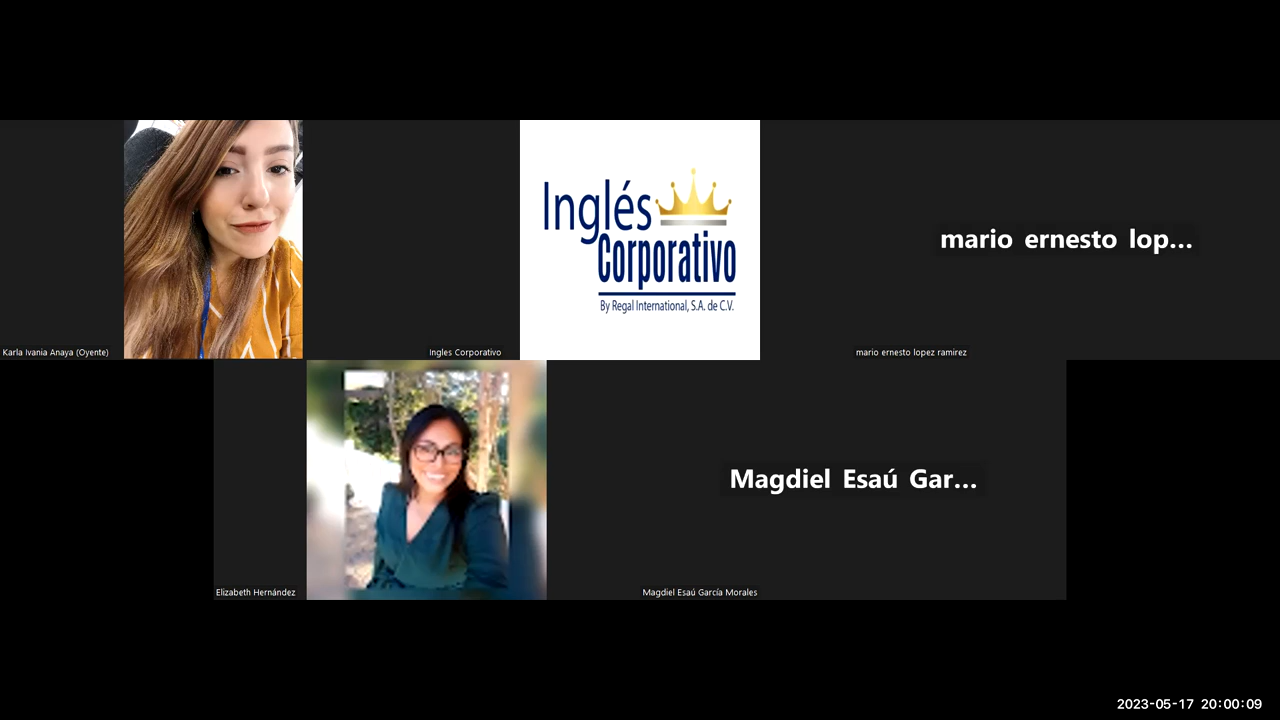 Inglés
Corporativo
By Regal International, S.A. de C.V.
mario ernesto lop...
Karla Ivania Anaya (Oyente)
Ingles Corporativo
mario ernesto lopez ramirez
Magdiel Esaú Gar...
Elizabeth Hernández
Magdiel Esaú García Morales
2023-05-17 20:00:09